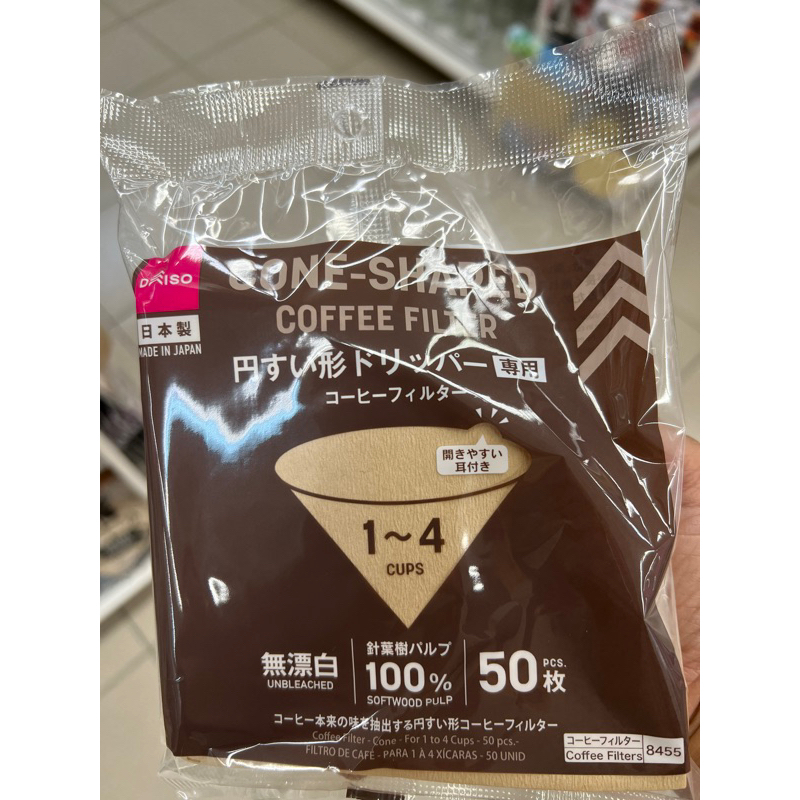 DAISO
日本製
MADE IN JAPAN
CONE-SHAPED
COFFEE FILTER
円すい形ドリッパー 専用
コーヒーフィルター
開きやすい
耳付き
1~4
CUPS
無漂白
UNBLEACHED
針葉樹パルプ
100%
SOFTWOOD PULP
50 PCS. 枚
コーヒー本来の味を抽出する円すい形コーヒーフィルター
Coffee Filter - Cone - For 1 to 4 Cups - 50 pcs.-
FILTRO DE CAFÉ - PARA 1 À 4 XÍCARAS - 50 UNID
コーヒーフィルター
Coffee Filters
8455